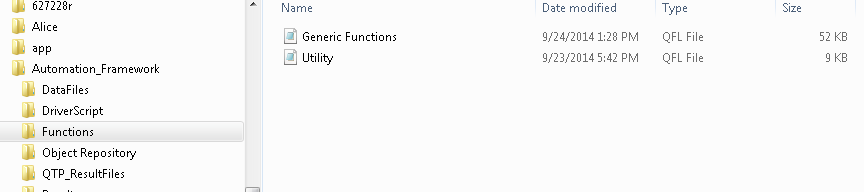 627228r
Alice
app
Automation_Framework
DataFiles
DriverScript
Functions
Object Repository
QTP_ResultFiles
Name Date modified Type Size
Generic Functions 9/24/2014 1:28 PM QFL File 52 KB
Utility 9/23/2014 5:42 PM QFL File 9 KB